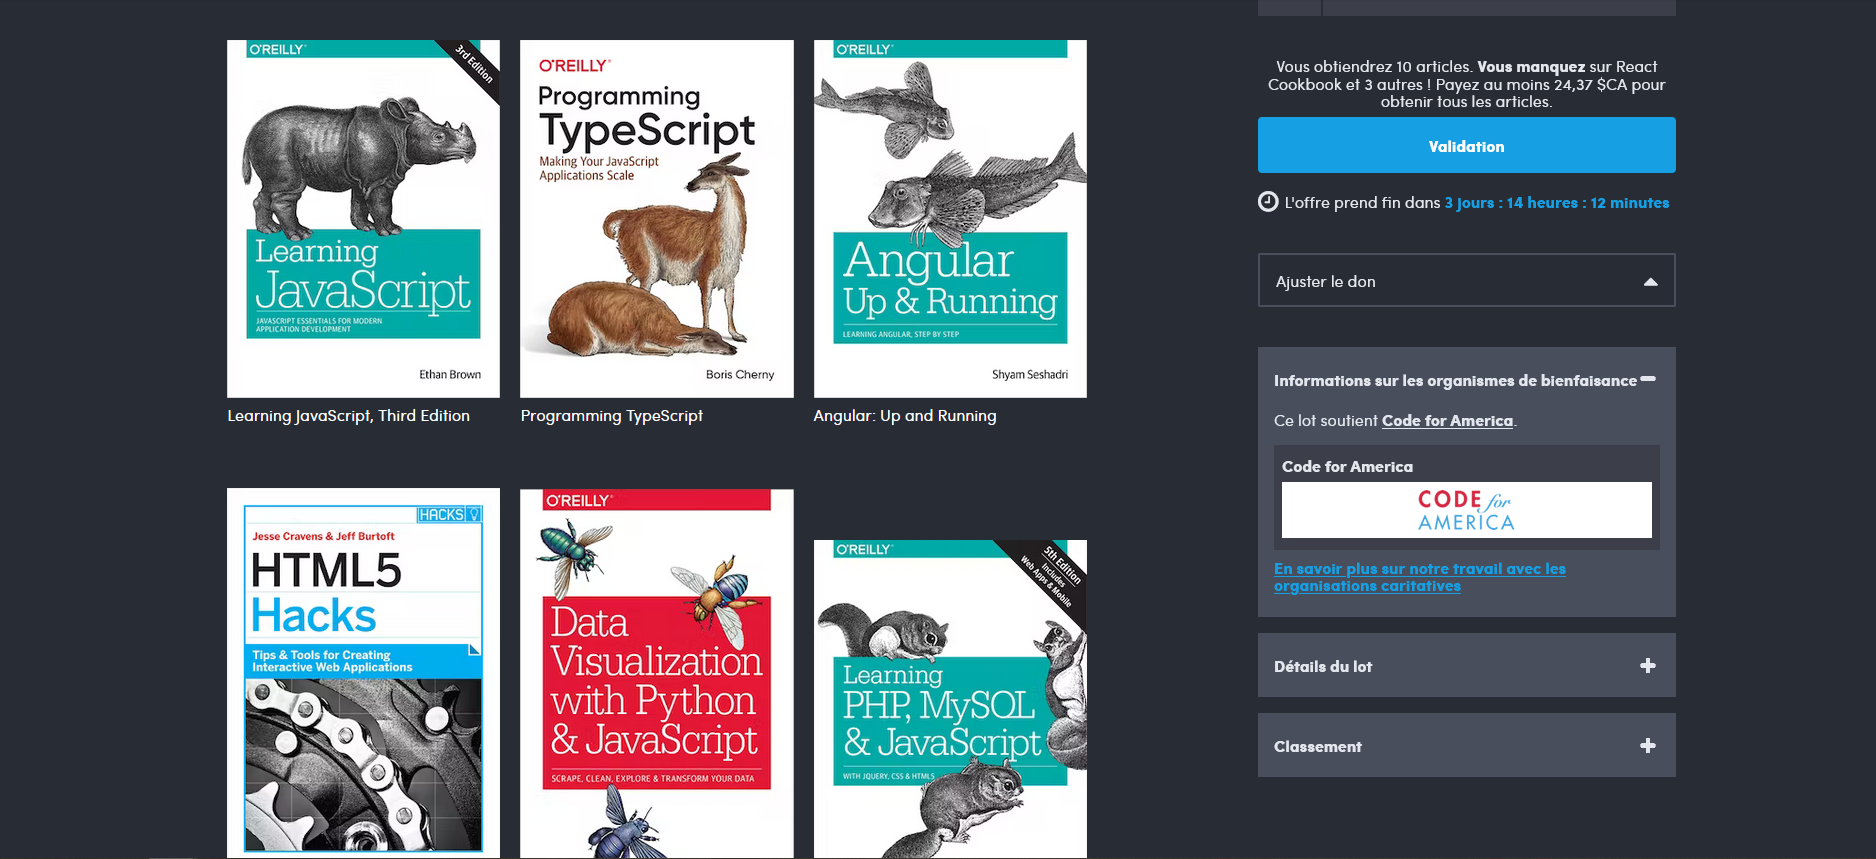 O'REILLY®
3rd Edition
Learning
JavaScript
JAVASCRIPT ESSENTIALS FOR MODERN
APPLICATION DEVELOPMENT
Ethan Brown
Learning JavaScript, Third Edition
O'REILLY®
Programming
TypeScript
Making Your JavaScript
Applications Scale
Boris Cherny
Programming TypeScript
O'REILLY®
Angular
Up & Running
LEARNING ANGULAR, STEP BY STEP
Shyam Seshadri
Angular: Up and Running
HACKS
Jesse Cravens & Jeff Burtoft
HTML5
Hacks
Tips & Tools for Creating
Interactive Web Applications
O'REILLY®
Data
Visualization
with Python
& JavaScript
SCRAPE, CLEAN, EXPLORE & TRANSFORM YOUR DATA
O'REILLY®
5th Edition
Includes
Web Apps & Mobile
Learning
PHP, MySQL
& JavaScript
WITH JQUERY, CSS & HTML5
Vous obtiendrez 10 articles. Vous manquez sur React
Cookbook et 3 autres ! Payez au moins 24,37 $CA pour
obtenir tous les articles.
Validation
L'offre prend fin dans 3 jours : 14 heures : 12 minutes
Ajuster le don
Informations sur les organismes de bienfaisance
Ce lot soutient Code for America.
Code for America
CODE for
AMERICA
En savoir plus sur notre travail avec les
organisations caritatives
Détails du lot
Classement